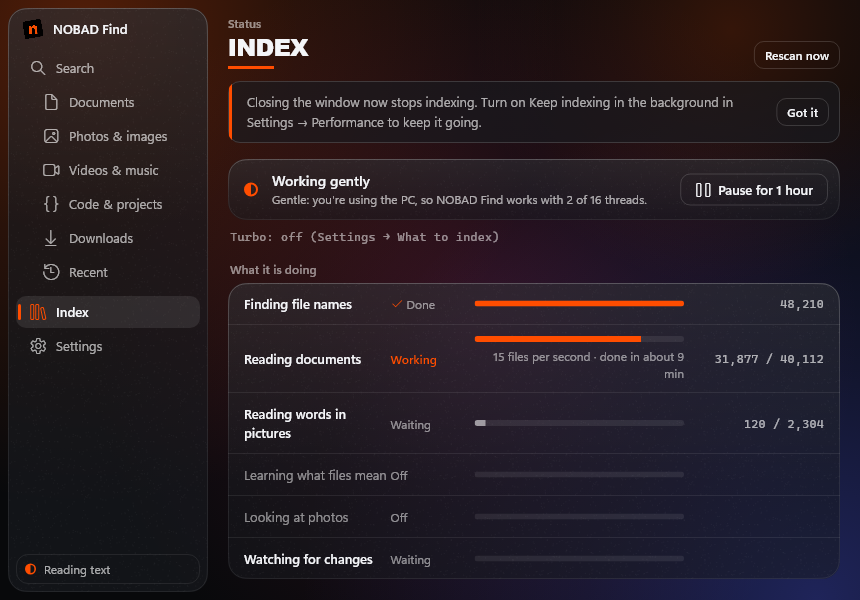 NOBAD Find
Search
Documents
Photos & images
Videos & music
Code & projects
Downloads
Recent
Index
Settings
Reading text
Status
INDEX
Rescan now
Closing the window now stops indexing. Turn on Keep indexing in the background in
Settings → Performance to keep it going.
Got it
Working gently
Gentle: you're using the PC, so NOBAD Find works with 2 of 16 threads.
Pause for 1 hour
Turbo: off (Settings → What to index)
What it is doing
Finding file names
Done
48,210
Reading documents
Working
15 files per second · done in about 9
min
31,877 / 40,112
Reading words in
pictures
Waiting
120 / 2,304
Learning what files mean
Off
Looking at photos
Off
Watching for changes
Waiting